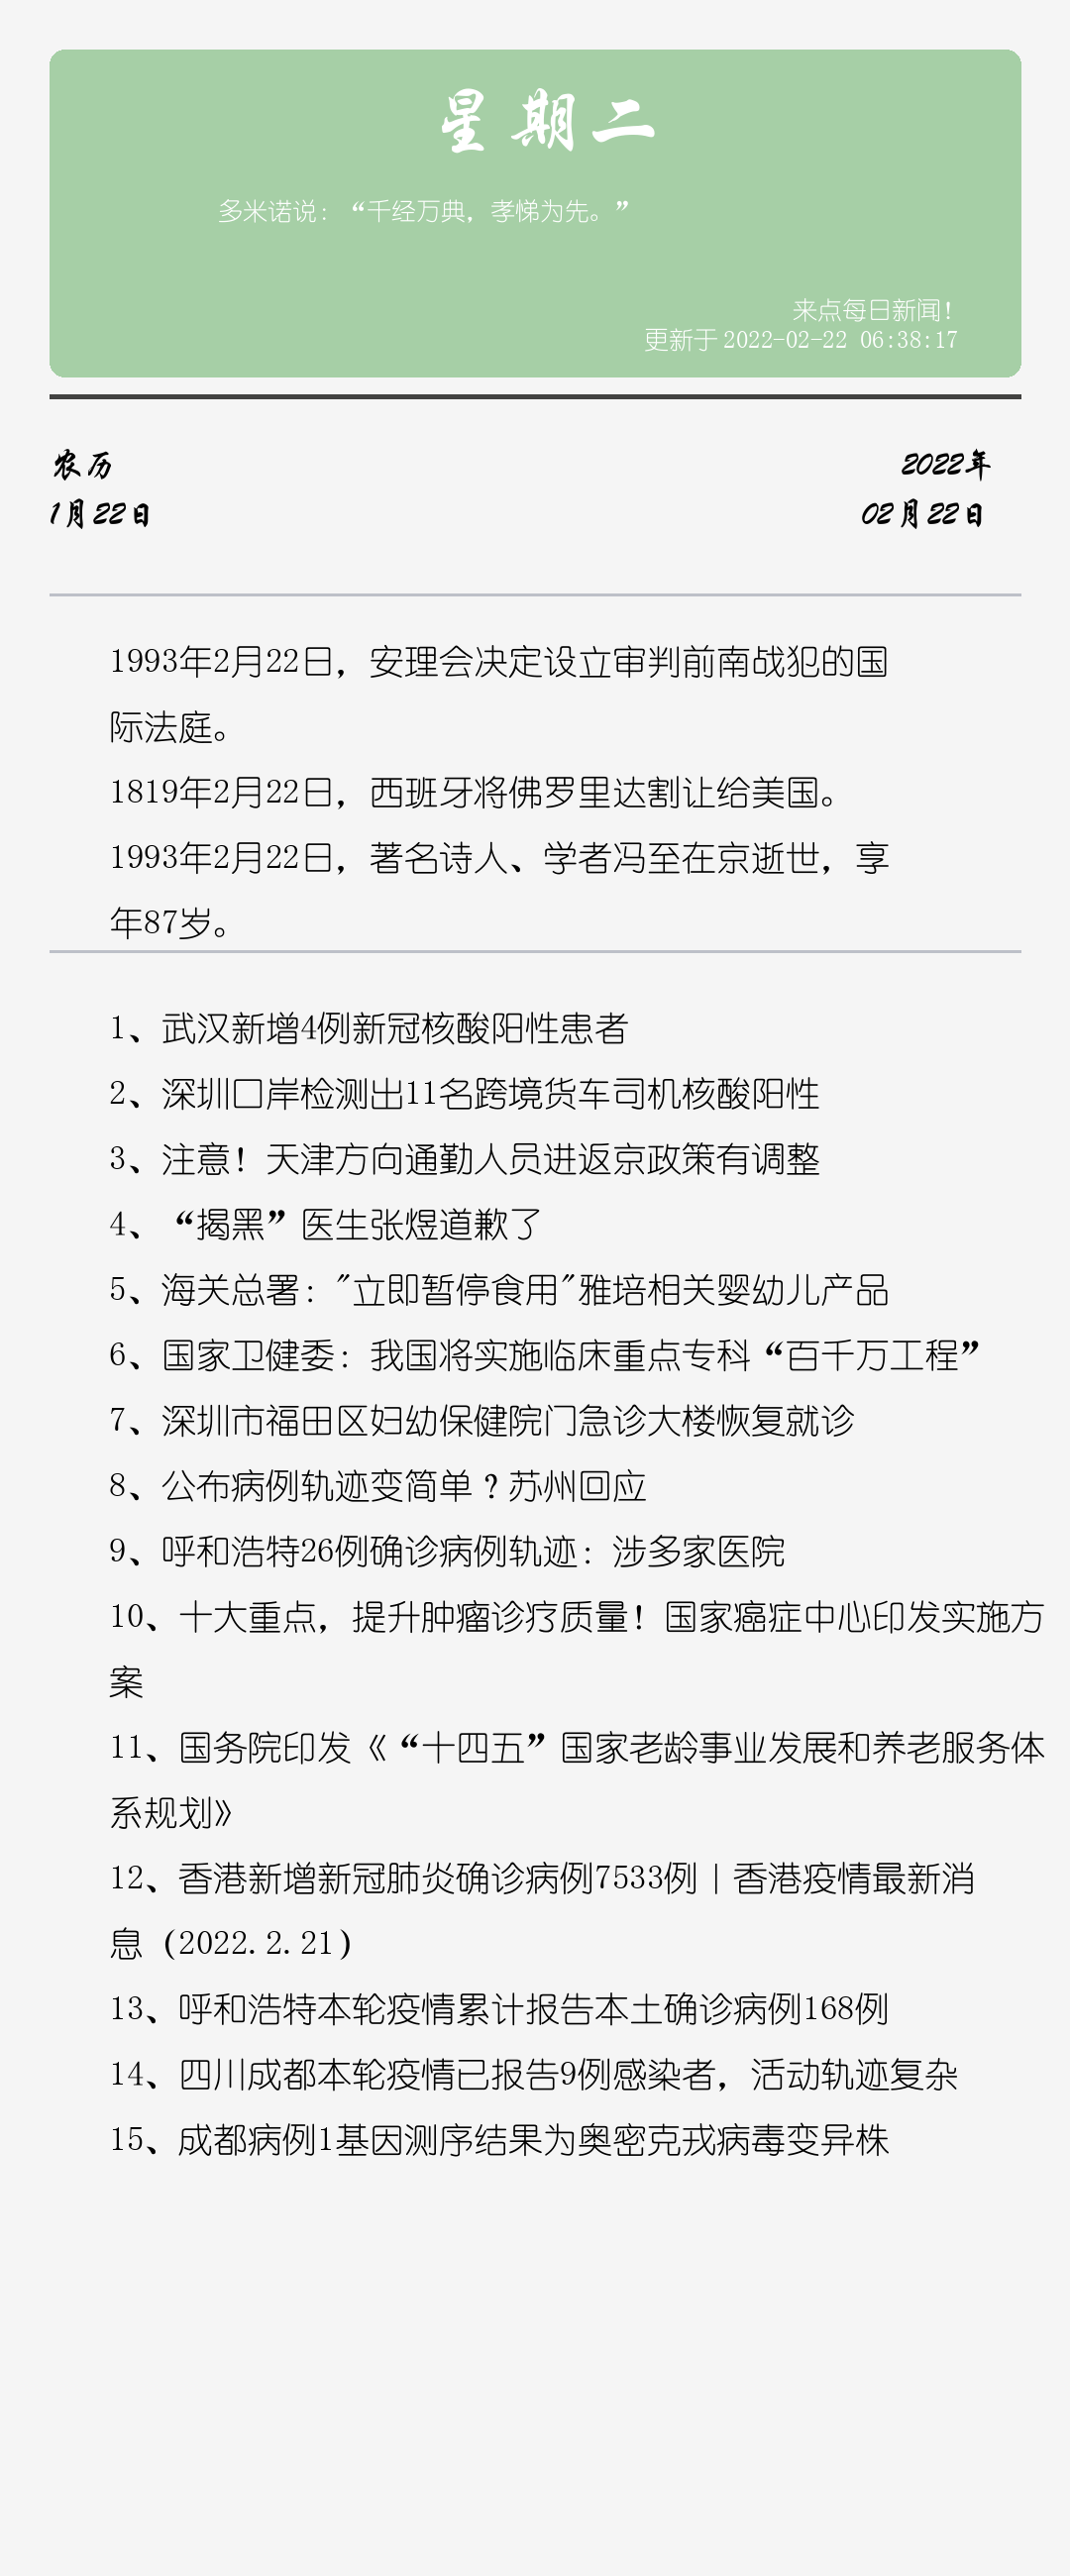 星期二
多米诺说：“千经万典，孝悌为先。”
来点每日新闻！
更新于 2022-02-22 06:38:17
农历
2022年
1月22日
02月22日
1993年2月22日，安理会决定设立审判前南战犯的国
际法庭。
1819年2月22日，西班牙将佛罗里达割让给美国。
1993年2月22日，著名诗人、学者冯至在京逝世，享
年87岁。
1、武汉新增4例新冠核酸阳性患者
2、深圳口岸检测出11名跨境货车司机核酸阳性
3、注意！天津方向通勤人员进返京政策有调整
4、“揭黑”医生张煜道歉了
5、海关总署："立即暂停食用"雅培相关婴幼儿产品
6、国家卫健委：我国将实施临床重点专科“百千万工程”
7、深圳市福田区妇幼保健院门急诊大楼恢复就诊
8、公布病例轨迹变简单？苏州回应
9、呼和浩特26例确诊病例轨迹：涉多家医院
10、十大重点，提升肿瘤诊疗质量！国家癌症中心印发实施方
案
11、国务院印发《“十四五”国家老龄事业发展和养老服务体
系规划》
12、香港新增新冠肺炎确诊病例7533例｜香港疫情最新消
息（2022.2.21）
13、呼和浩特本轮疫情累计报告本土确诊病例168例
14、四川成都本轮疫情已报告9例感染者，活动轨迹复杂
15、成都病例1基因测序结果为奥密克戎病毒变异株